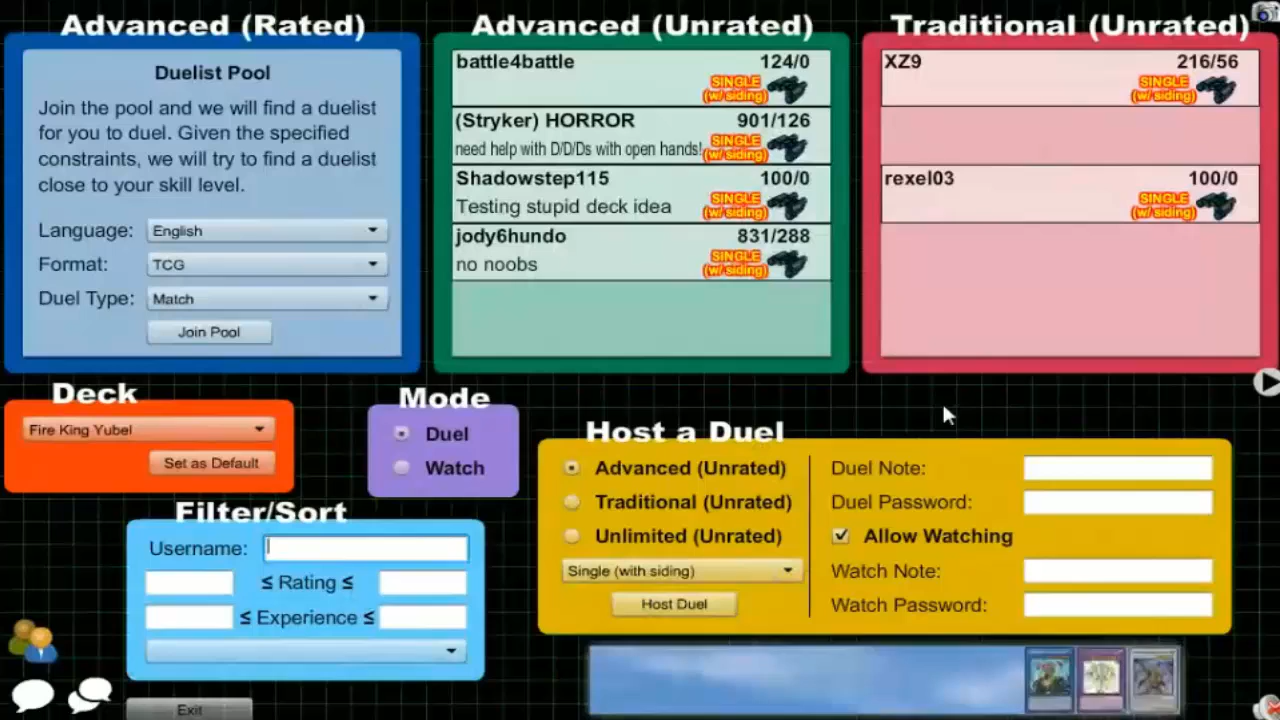 Advanced (Rated)
Duelist Pool
Join the pool and we will find a duelist
for you to duel. Given the specified
constraints, we will try to find a duelist
close to your skill level.
Language: English
Format: TCG
Duel Type: Match
Join Pool
Advanced (Unrated)
battle4battle 124/0
SINGLE
(w/ siding)
(Stryker) HORROR 901/126
need help with D/D/Ds with open hands!
SINGLE
(w/ siding)
Shadowstep115 100/0
Testing stupid deck idea
SINGLE
(w/ siding)
jody6hundo 831/288
no noobs
SINGLE
(w/ siding)
Traditional (Unrated)
XZ9 216/56
SINGLE
(w/ siding)
rexel03 100/0
SINGLE
(w/ siding)
Deck
Fire King Yubel
Set as Default
Mode
Duel
Watch
Filter/Sort
Username:
≤ Rating ≤
≤ Experience ≤
Exit
Host a Duel
Advanced (Unrated)
Traditional (Unrated)
Unlimited (Unrated)
Single (with siding)
Host Duel
Duel Note:
Duel Password:
Allow Watching
Watch Note:
Watch Password: